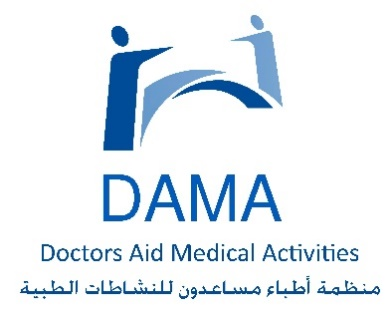 DAMA
Doctors Aid Medical Activities
منظمة أطباء مساعدون للنشاطات الطبية